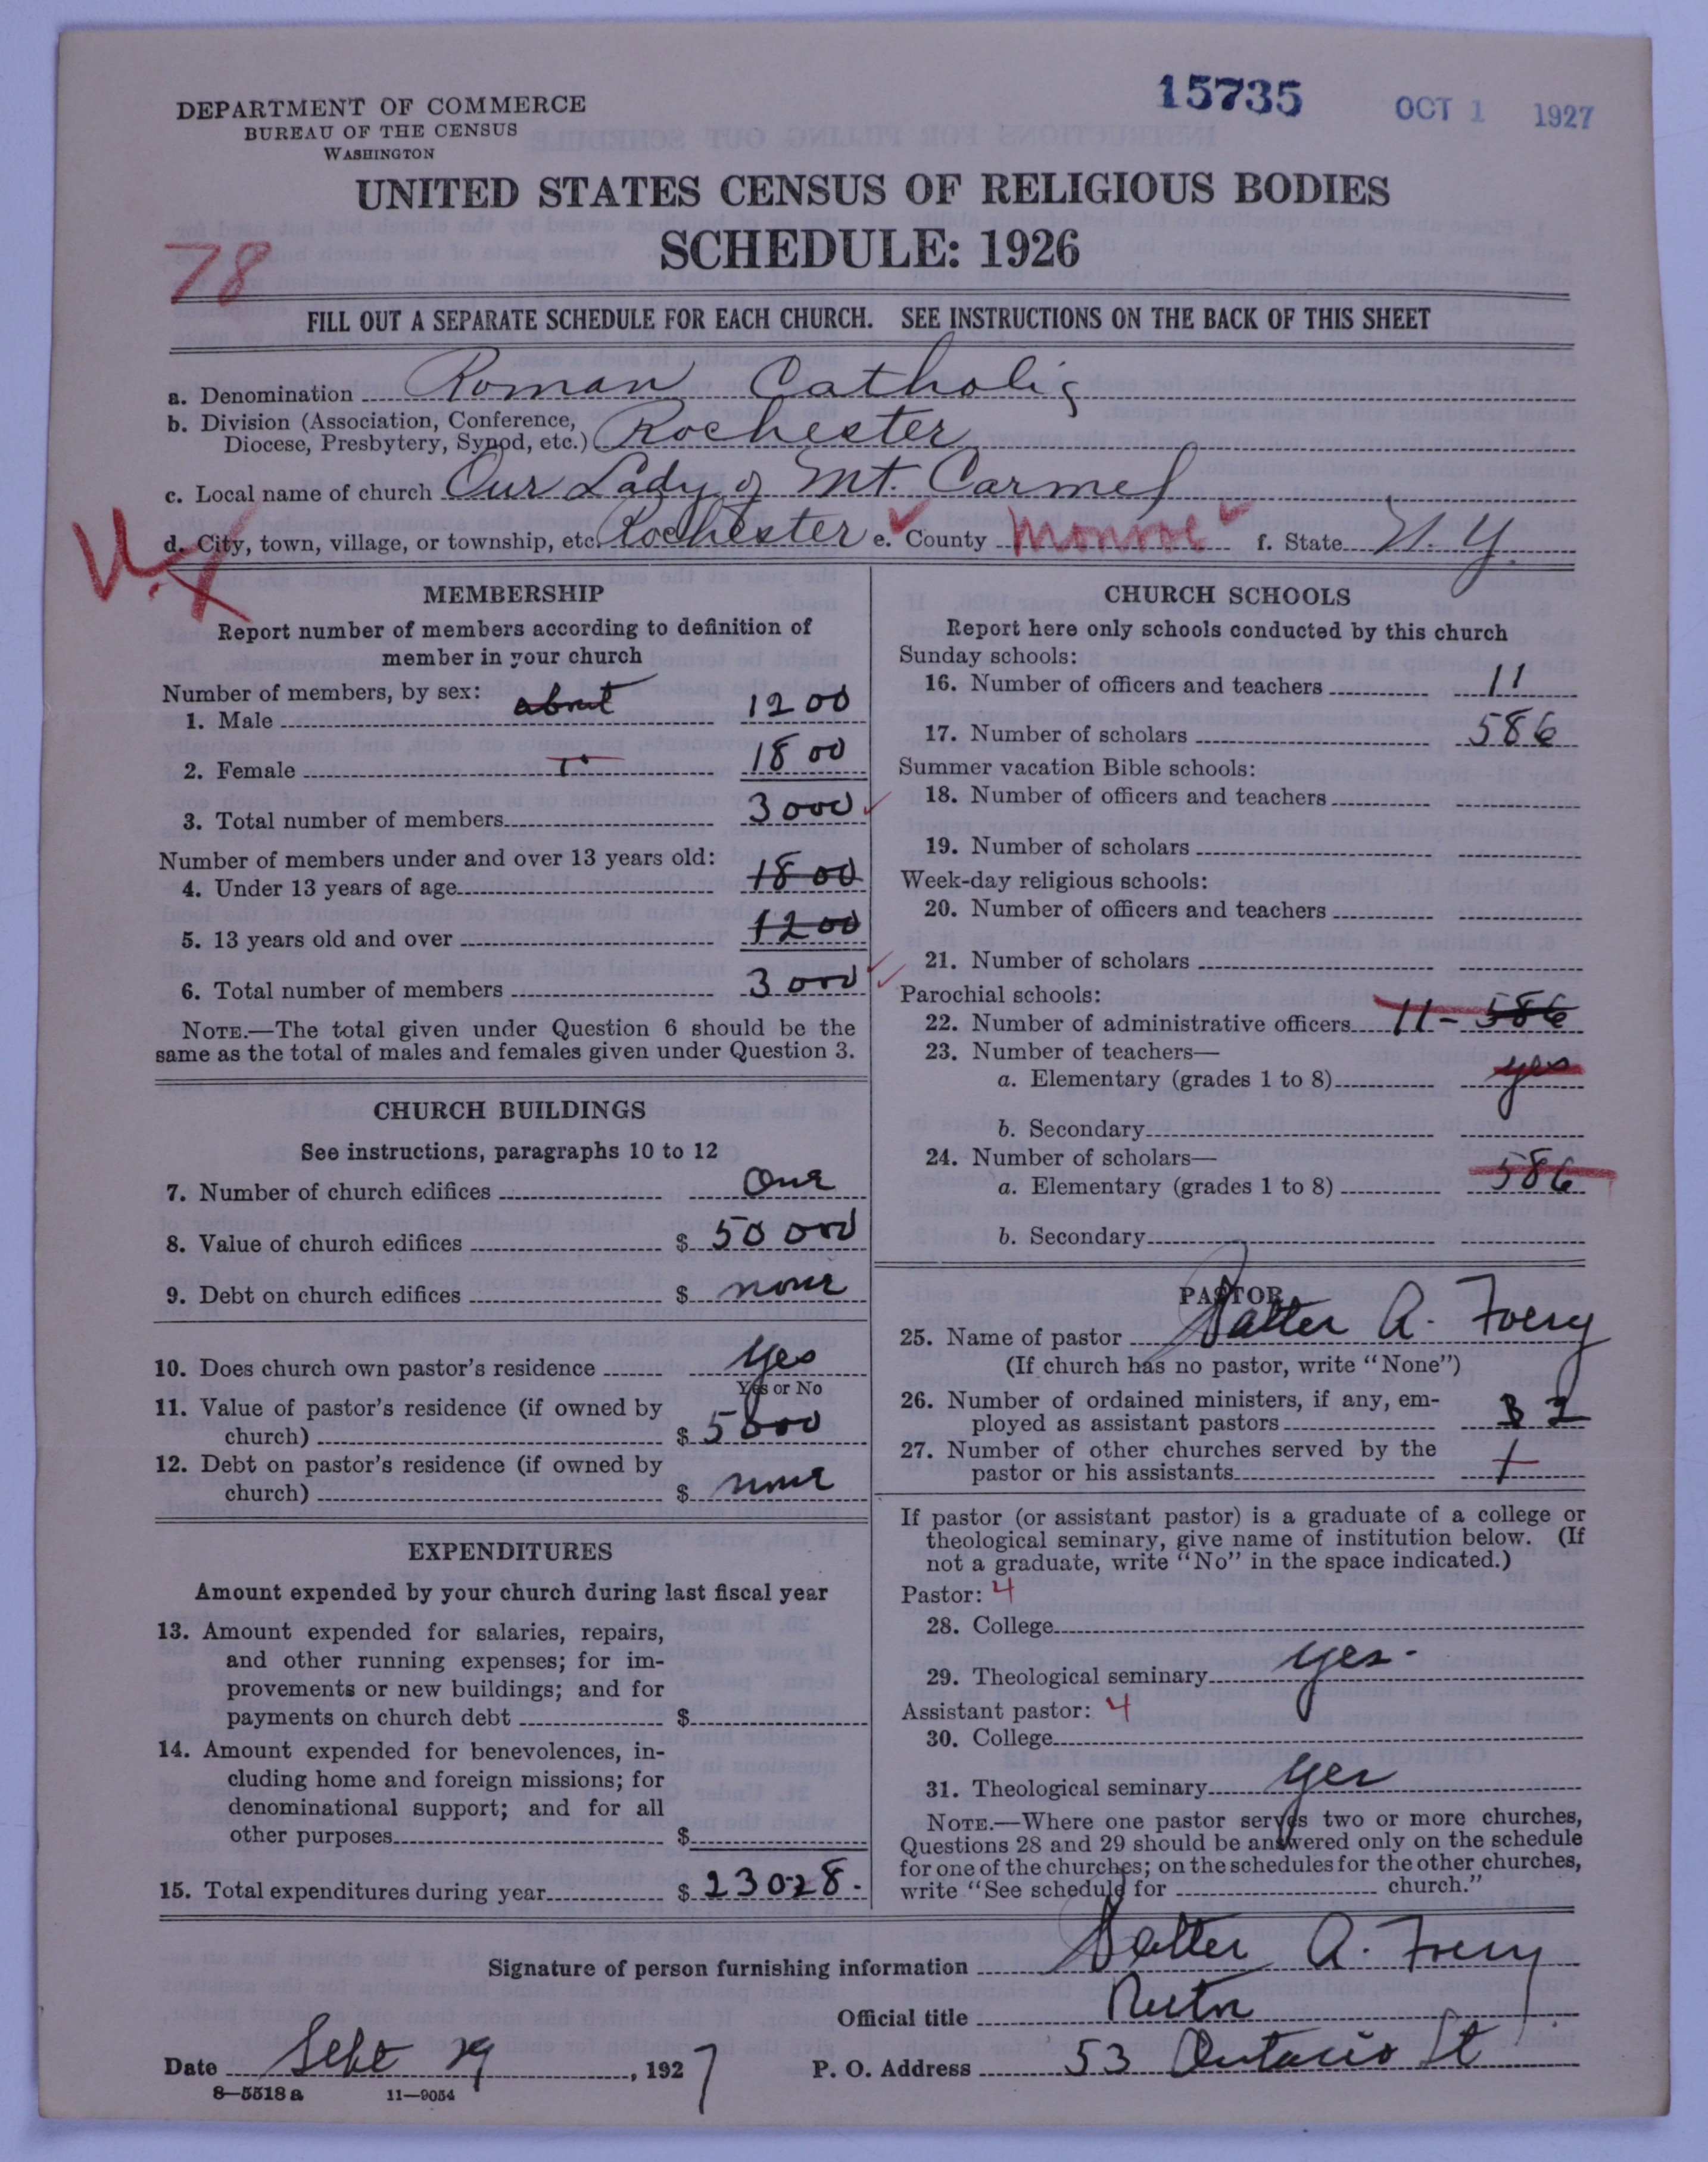 15735 OCT 1 1927
DEPARTMENT OF COMMERCE
BUREAU OF THE CENSUS
WASHINGTON
UNITED STATES CENSUS OF RELIGIOUS BODIES
SCHEDULE: 1926
78
FILL OUT A SEPARATE SCHEDULE FOR EACH CHURCH. SEE INSTRUCTIONS ON THE BACK OF THIS SHEET
a. Denomination Roman Catholic
b. Division (Association, Conference,
Diocese, Presbytery, Synod, etc.) Rochester
c. Local name of church Our Lady of Mt. Carmel
d. City, town, village, or township, etc. Rochester e. County Monroe f. State N. Y.
MEMBERSHIP
Report number of members according to definition of
member in your church
Number of members, by sex:
1. Male about 1200
2. Female 1800
3. Total number of members 3000
Number of members under and over 13 years old:
4. Under 13 years of age 1800
5. 13 years old and over 1200
6. Total number of members 3000
NOTE.—The total given under Question 6 should be the
same as the total of males and females given under Question 3.
CHURCH BUILDINGS
See instructions, paragraphs 10 to 12
7. Number of church edifices One
8. Value of church edifices $ 50000
9. Debt on church edifices $ none
10. Does church own pastor's residence yes
Yes or No
11. Value of pastor's residence (if owned by
church) $ 5000
12. Debt on pastor's residence (if owned by
church) $ none
EXPENDITURES
Amount expended by your church during last fiscal year
13. Amount expended for salaries, repairs,
and other running expenses; for im-
provements or new buildings; and for
payments on church debt $
14. Amount expended for benevolences, in-
cluding home and foreign missions; for
denominational support; and for all
other purposes $
15. Total expenditures during year $ 23028.
CHURCH SCHOOLS
Report here only schools conducted by this church
Sunday schools:
16. Number of officers and teachers 11
17. Number of scholars 586
Summer vacation Bible schools:
18. Number of officers and teachers
19. Number of scholars
Week-day religious schools:
20. Number of officers and teachers
21. Number of scholars
Parochial schools:
22. Number of administrative officers 11 - 586
23. Number of teachers—
a. Elementary (grades 1 to 8) yes
b. Secondary
24. Number of scholars—
a. Elementary (grades 1 to 8) 586
b. Secondary
PASTOR
25. Name of pastor Walter A. Foery
(If church has no pastor, write "None")
26. Number of ordained ministers, if any, em-
ployed as assistant pastors 2
27. Number of other churches served by the
pastor or his assistants 1
If pastor (or assistant pastor) is a graduate of a college or
theological seminary, give name of institution below. (If
not a graduate, write "No" in the space indicated.)
Pastor: 4
28. College
29. Theological seminary yes-
Assistant pastor: 4
30. College
31. Theological seminary yes
NOTE.—Where one pastor serves two or more churches,
Questions 28 and 29 should be answered only on the schedule
for one of the churches; on the schedules for the other churches,
write "See schedule for church."
Signature of person furnishing information Walter A. Foery
Official title Rector
Date Sept 29, 1927 P. O. Address 53 Ontario St
8—5518 a 11—9054